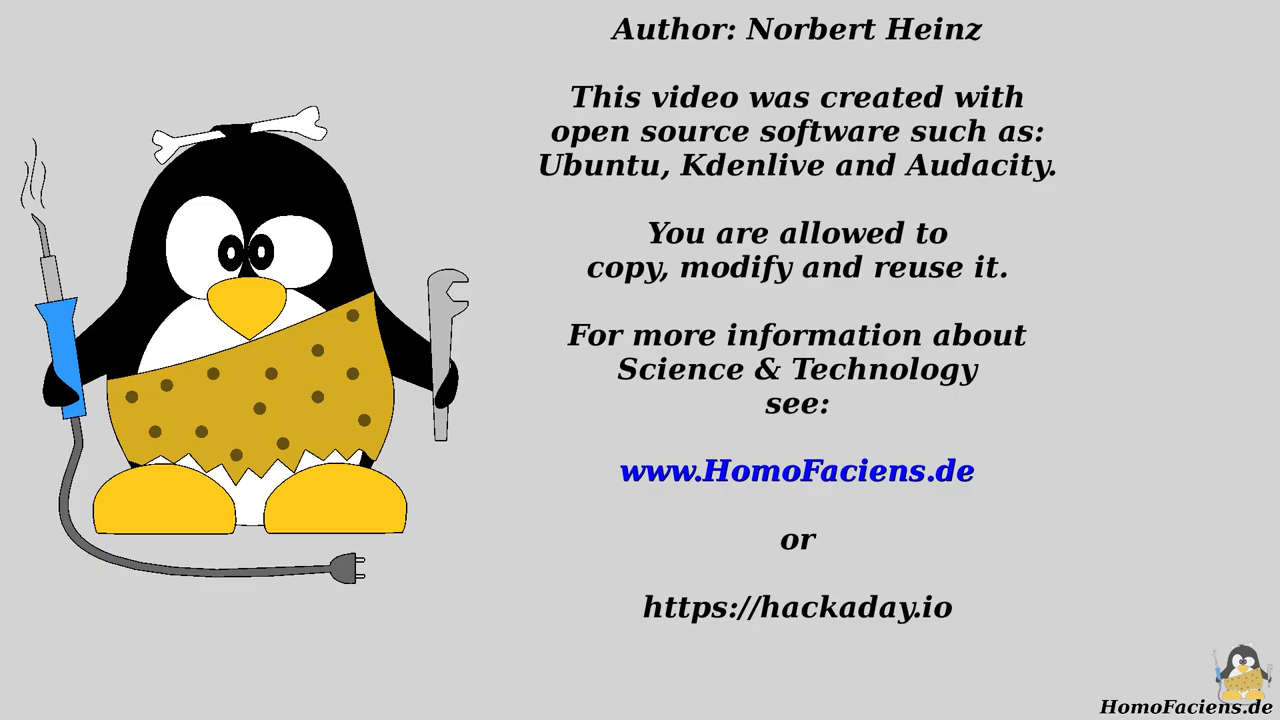 Author: Norbert Heinz
This video was created with
open source software such as:
Ubuntu, Kdenlive and Audacity.
You are allowed to
copy, modify and reuse it.
For more information about
Science & Technology
see:
www.HomoFaciens.de
or
https://hackaday.io
HomoFaciens.de